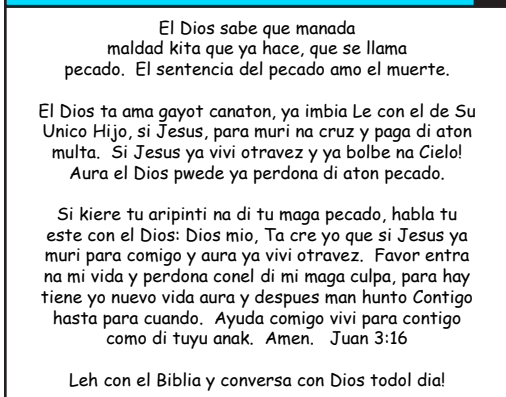 El Dios sabe que manada
maldad kita que ya hace, que se llama
pecado. El sentencia del pecado amo el muerte.
El Dios ta ama gayot canaton, ya imbia Le con el de Su
Unico Hijo, si Jesus, para muri na cruz y paga di aton
multa. Si Jesus ya vivi otravez y ya bolbe na Cielo!
Aura el Dios pwede ya perdona di aton pecado.
Si kiere tu aripinti na di tu maga pecado, habla tu
este con el Dios: Dios mio, Ta cre yo que si Jesus ya
muri para comigo y aura ya vivi otravez. Favor entra
na mi vida y perdona conel di mi maga culpa, para hay
tiene yo nuevo vida aura y despues man hunto Contigo
hasta para cuando. Ayuda comigo vivi para contigo
como di tuyu anak. Amen. Juan 3:16
Leh con el Biblia y conversa con Dios todol dia!